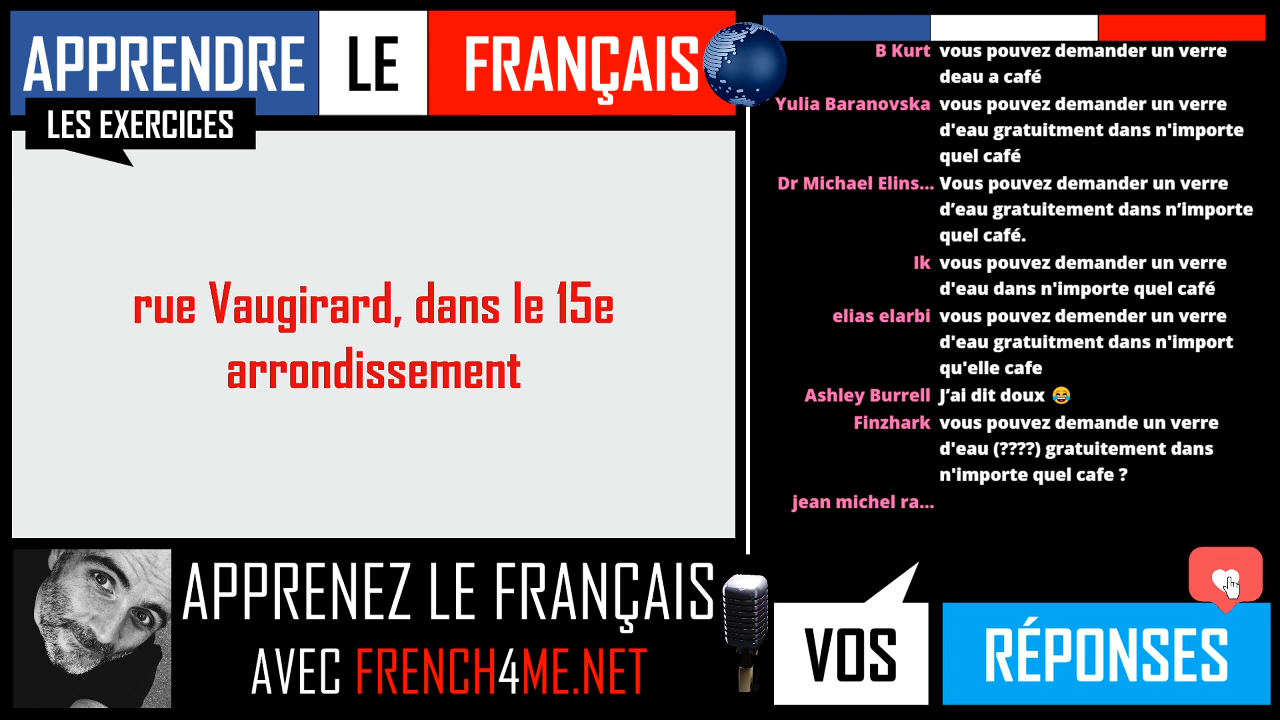 APPRENDRE LE FRANÇAIS
LES EXERCICES
rue Vaugirard, dans le 15e
arrondissement
APPRENEZ LE FRANÇAIS
AVEC FRENCH4ME.NET
B Kurt vous pouvez demander un verre
deau a café
Yulia Baranovska vous pouvez demander un verre
d'eau gratuitment dans n'importe
quel café
Dr Michael Elins... Vous pouvez demander un verre
d’eau gratuitement dans n’importe
quel café.
lk vous pouvez demander un verre
d'eau dans n'importe quel café
elias elarbi vous pouvez demender un verre
d'eau gratuitment dans n'import
qu'elle cafe
Ashley Burrell J’ai dit doux 😂
Finzhark vous pouvez demande un verre
d'eau (????) gratuitement dans
n'importe quel cafe ?
jean michel ra...
VOS RÉPONSES